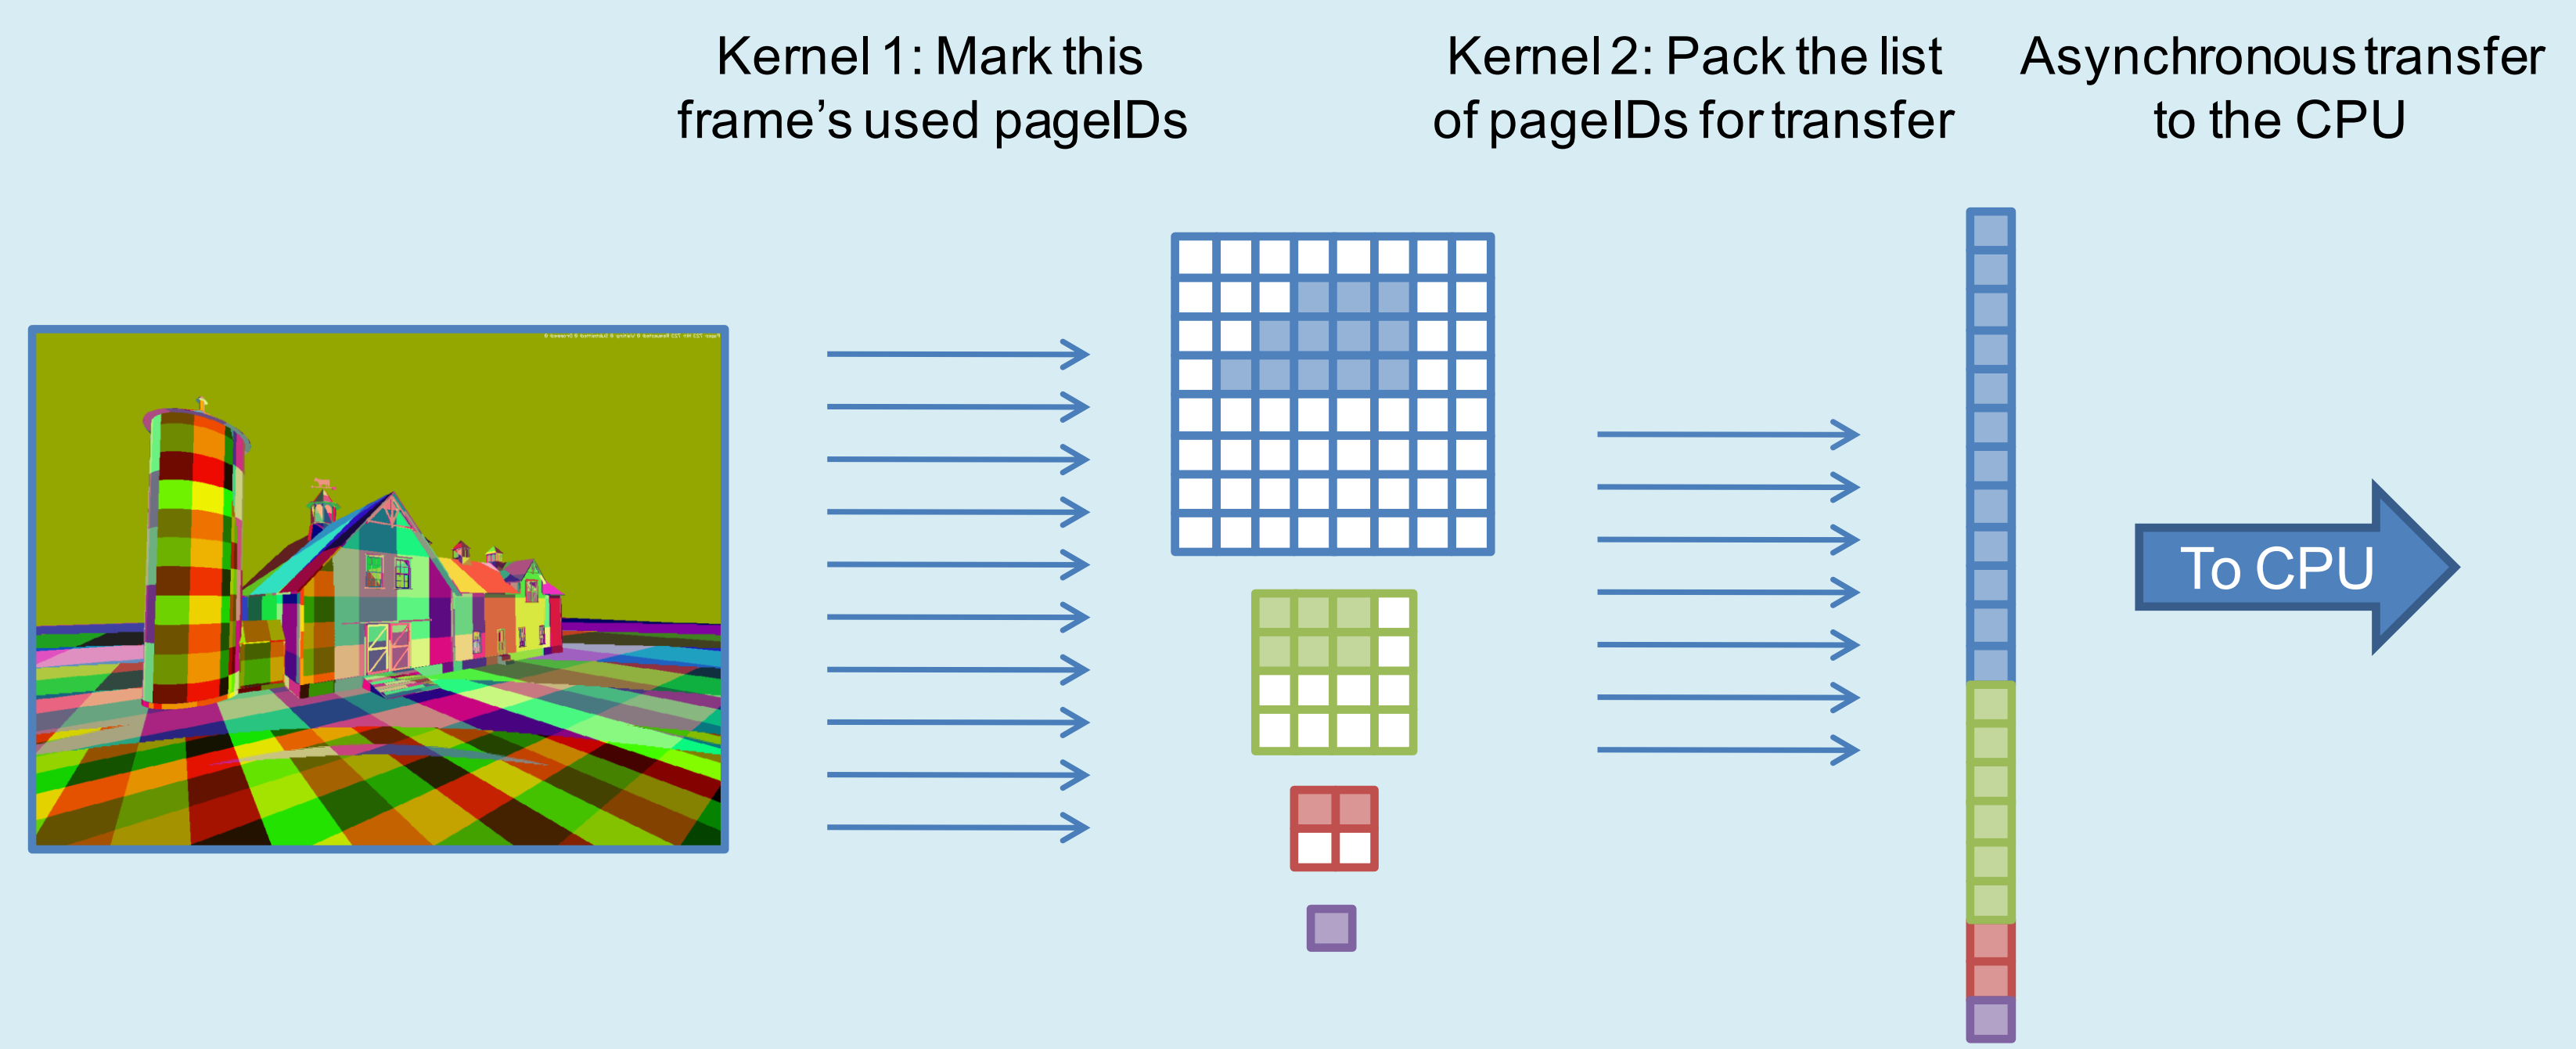 Kernel 1: Mark this
frame's used pageIDs
Kernel 2: Pack the list
of pageIDs for transfer
Asynchronous transfer
to the CPU
To CPU